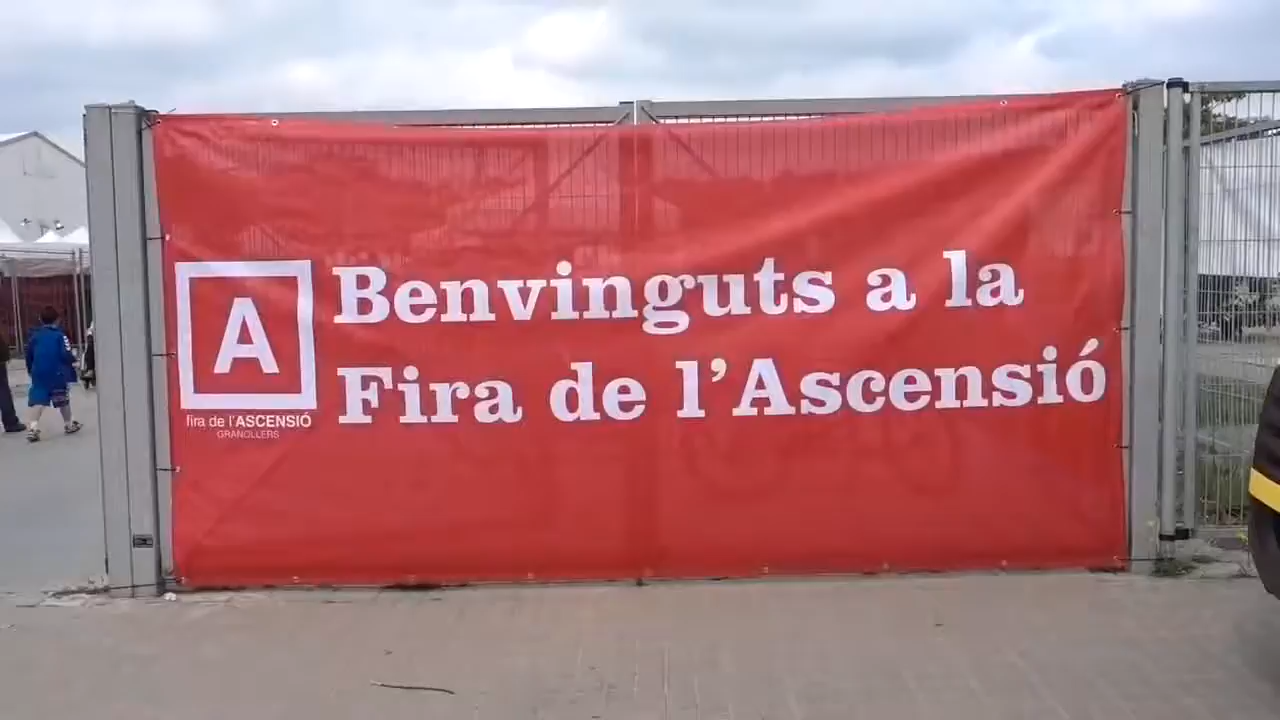 A
fira de l'ASCENSIÓ
GRANOLLERS
Benvinguts a la
Fira de l'Ascensió